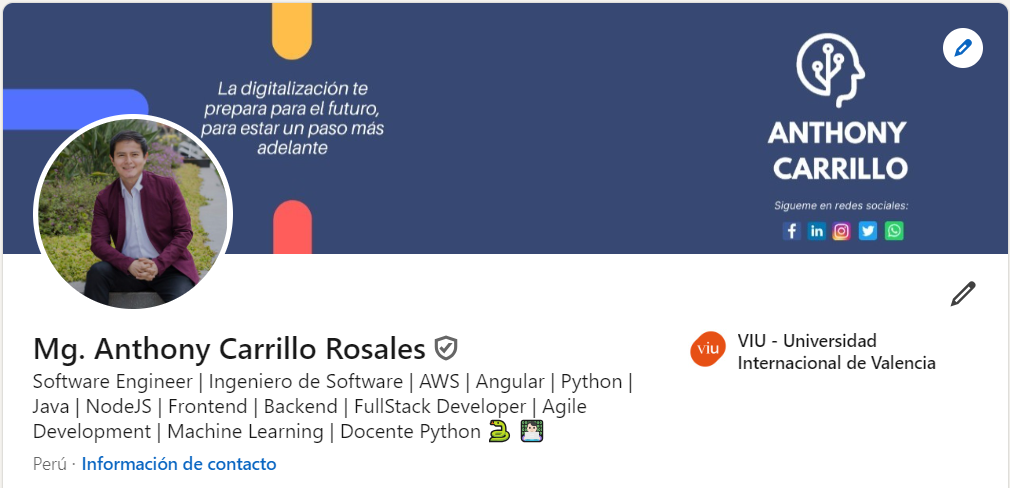 La digitalización te
prepara para el futuro,
para estar un paso más
adelante
ANTHONY
CARRILLO
Sigueme en redes sociales:
Mg. Anthony Carrillo Rosales
Software Engineer | Ingeniero de Software | AWS | Angular | Python |
Java | NodeJS | Frontend | Backend | FullStack Developer | Agile
Development | Machine Learning | Docente Python 🐍 👨🏻‍💻
Perú · Información de contacto
viu
VIU - Universidad
Internacional de Valencia